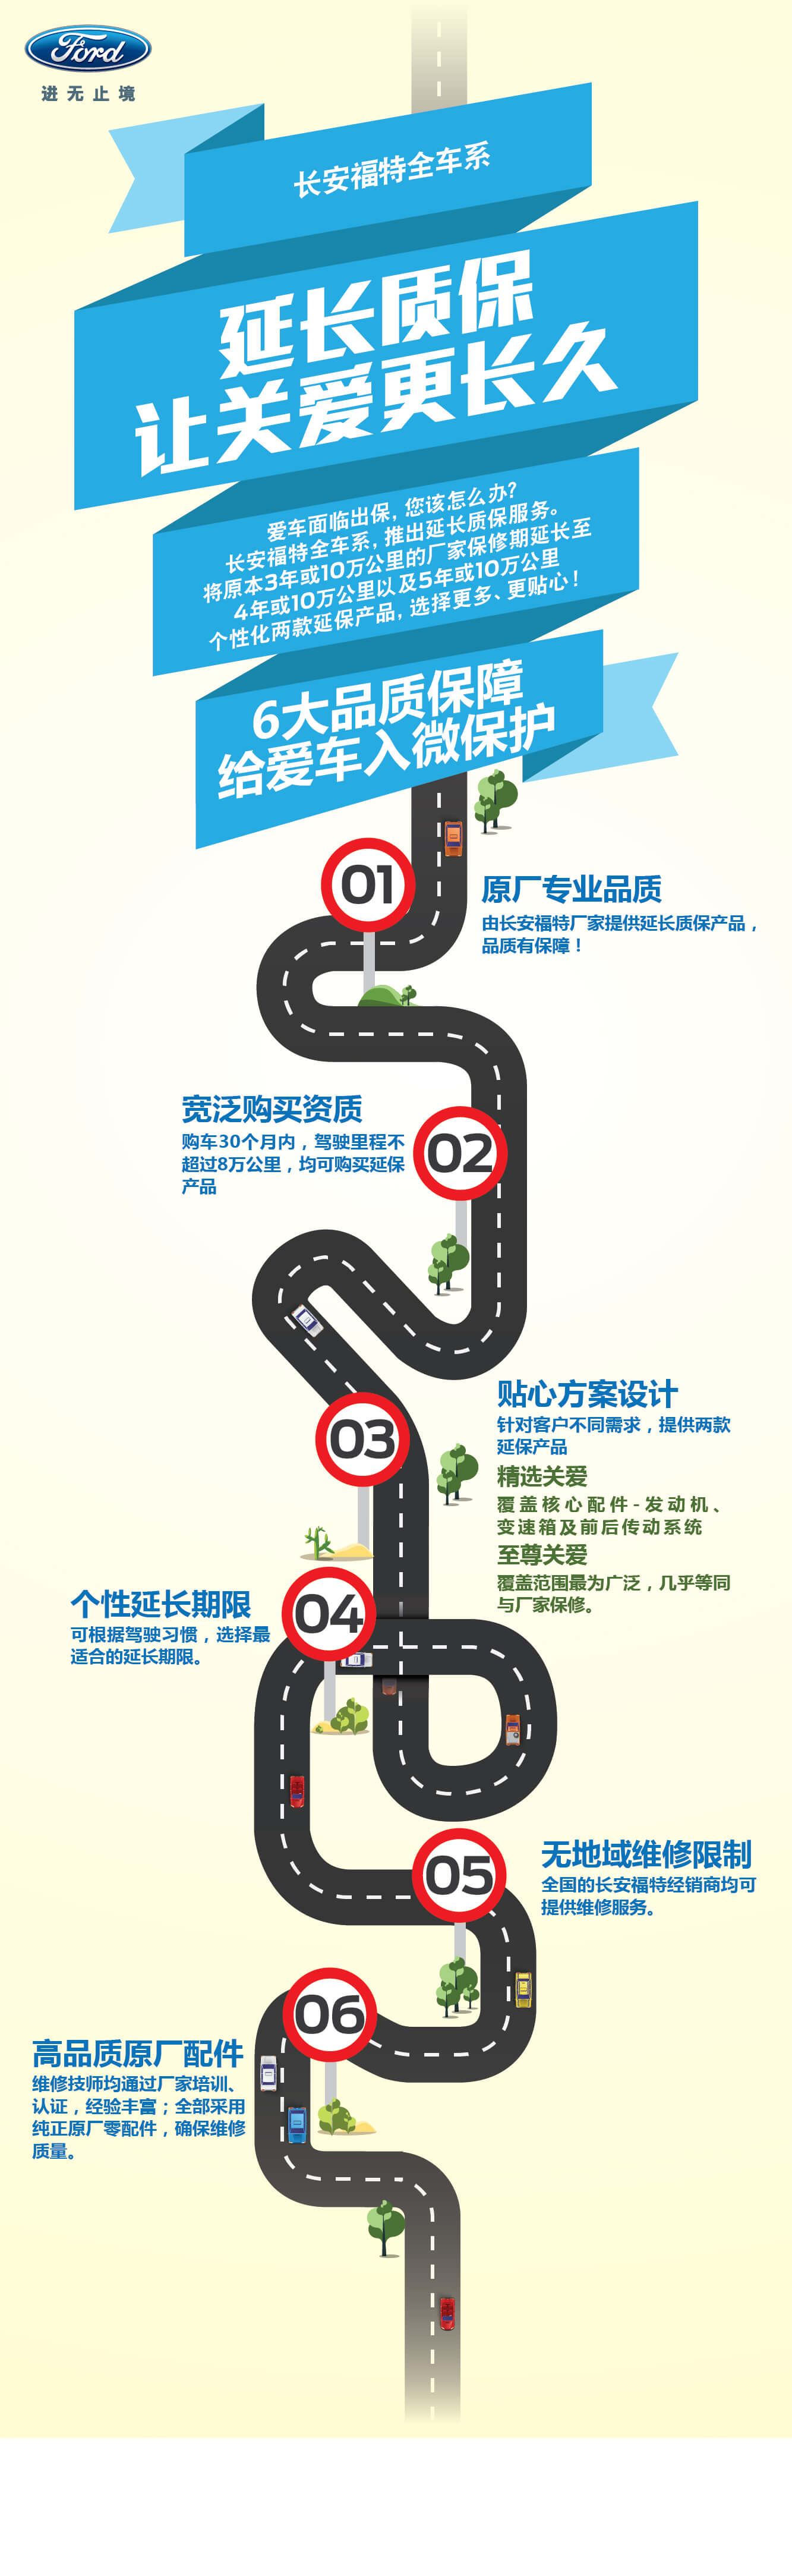 Ford
进无止境
长安福特全车系
延长质保
让关爱更长久
爱车面临出保,您该怎么办?
长安福特全车系,推出延长质保服务。
将原本3年或10万公里的厂家保修期延长至
4年或10万公里以及5年或10万公里
个性化两款延保产品,选择更多、更贴心!
6大品质保障
给爱车入微保护
01
原厂专业品质
由长安福特厂家提供延长质保产品,
品质有保障!
宽泛购买资质
购车30个月内,驾驶里程不
超过8万公里,均可购买延保
产品
02
03
贴心方案设计
针对客户不同需求,提供两款
延保产品
精选关爱
覆盖核心配件-发动机、
变速箱及前后传动系统
至尊关爱
覆盖范围最为广泛,几乎等同
与厂家保修。
个性延长期限
可根据驾驶习惯,选择最
适合的延长期限。
04
05
无地域维修限制
全国的长安福特经销商均可
提供维修服务。
06
高品质原厂配件
维修技师均通过厂家培训、
认证,经验丰富;全部采用
纯正原厂零配件,确保维修
质量。